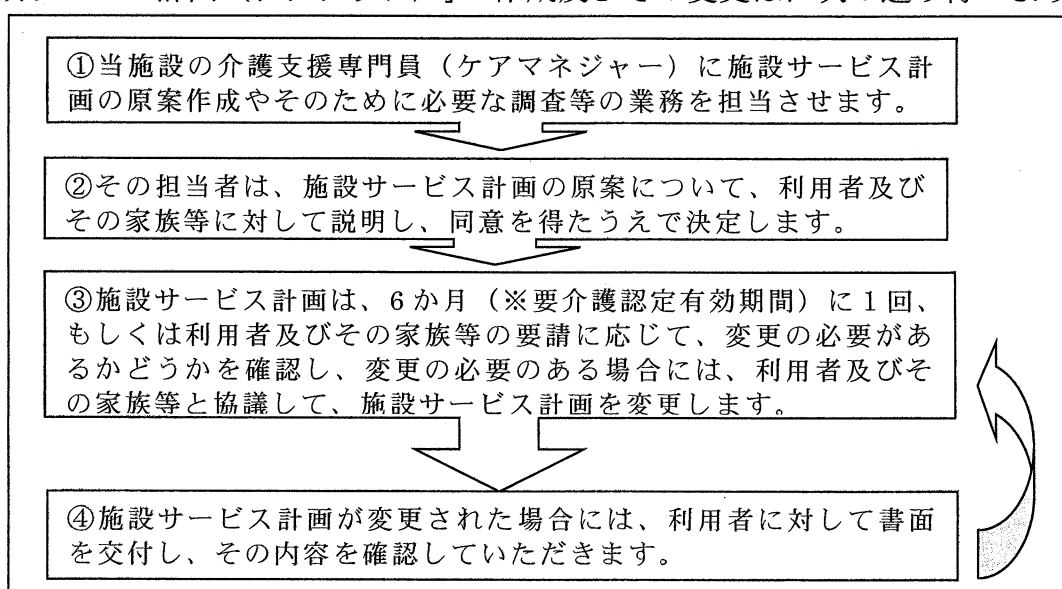 ①当施設の介護支援専門員(ケアマネジャー)に施設サービス計
画の原案作成やそのために必要な調査等の業務を担当させます。
②その担当者は、施設サービス計画の原案について、利用者及び
その家族等に対して説明し、同意を得たうえで決定します。
③施設サービス計画は、6か月(※要介護認定有効期間)に1回、
もしくは利用者及びその家族等の要請に応じて、変更の必要があ
るかどうかを確認し、変更の必要のある場合には、利用者及びそ
の家族等と協議して、施設サービス計画を変更します。
④施設サービス計画が変更された場合には、利用者に対して書面
を交付し、その内容を確認していただきます。